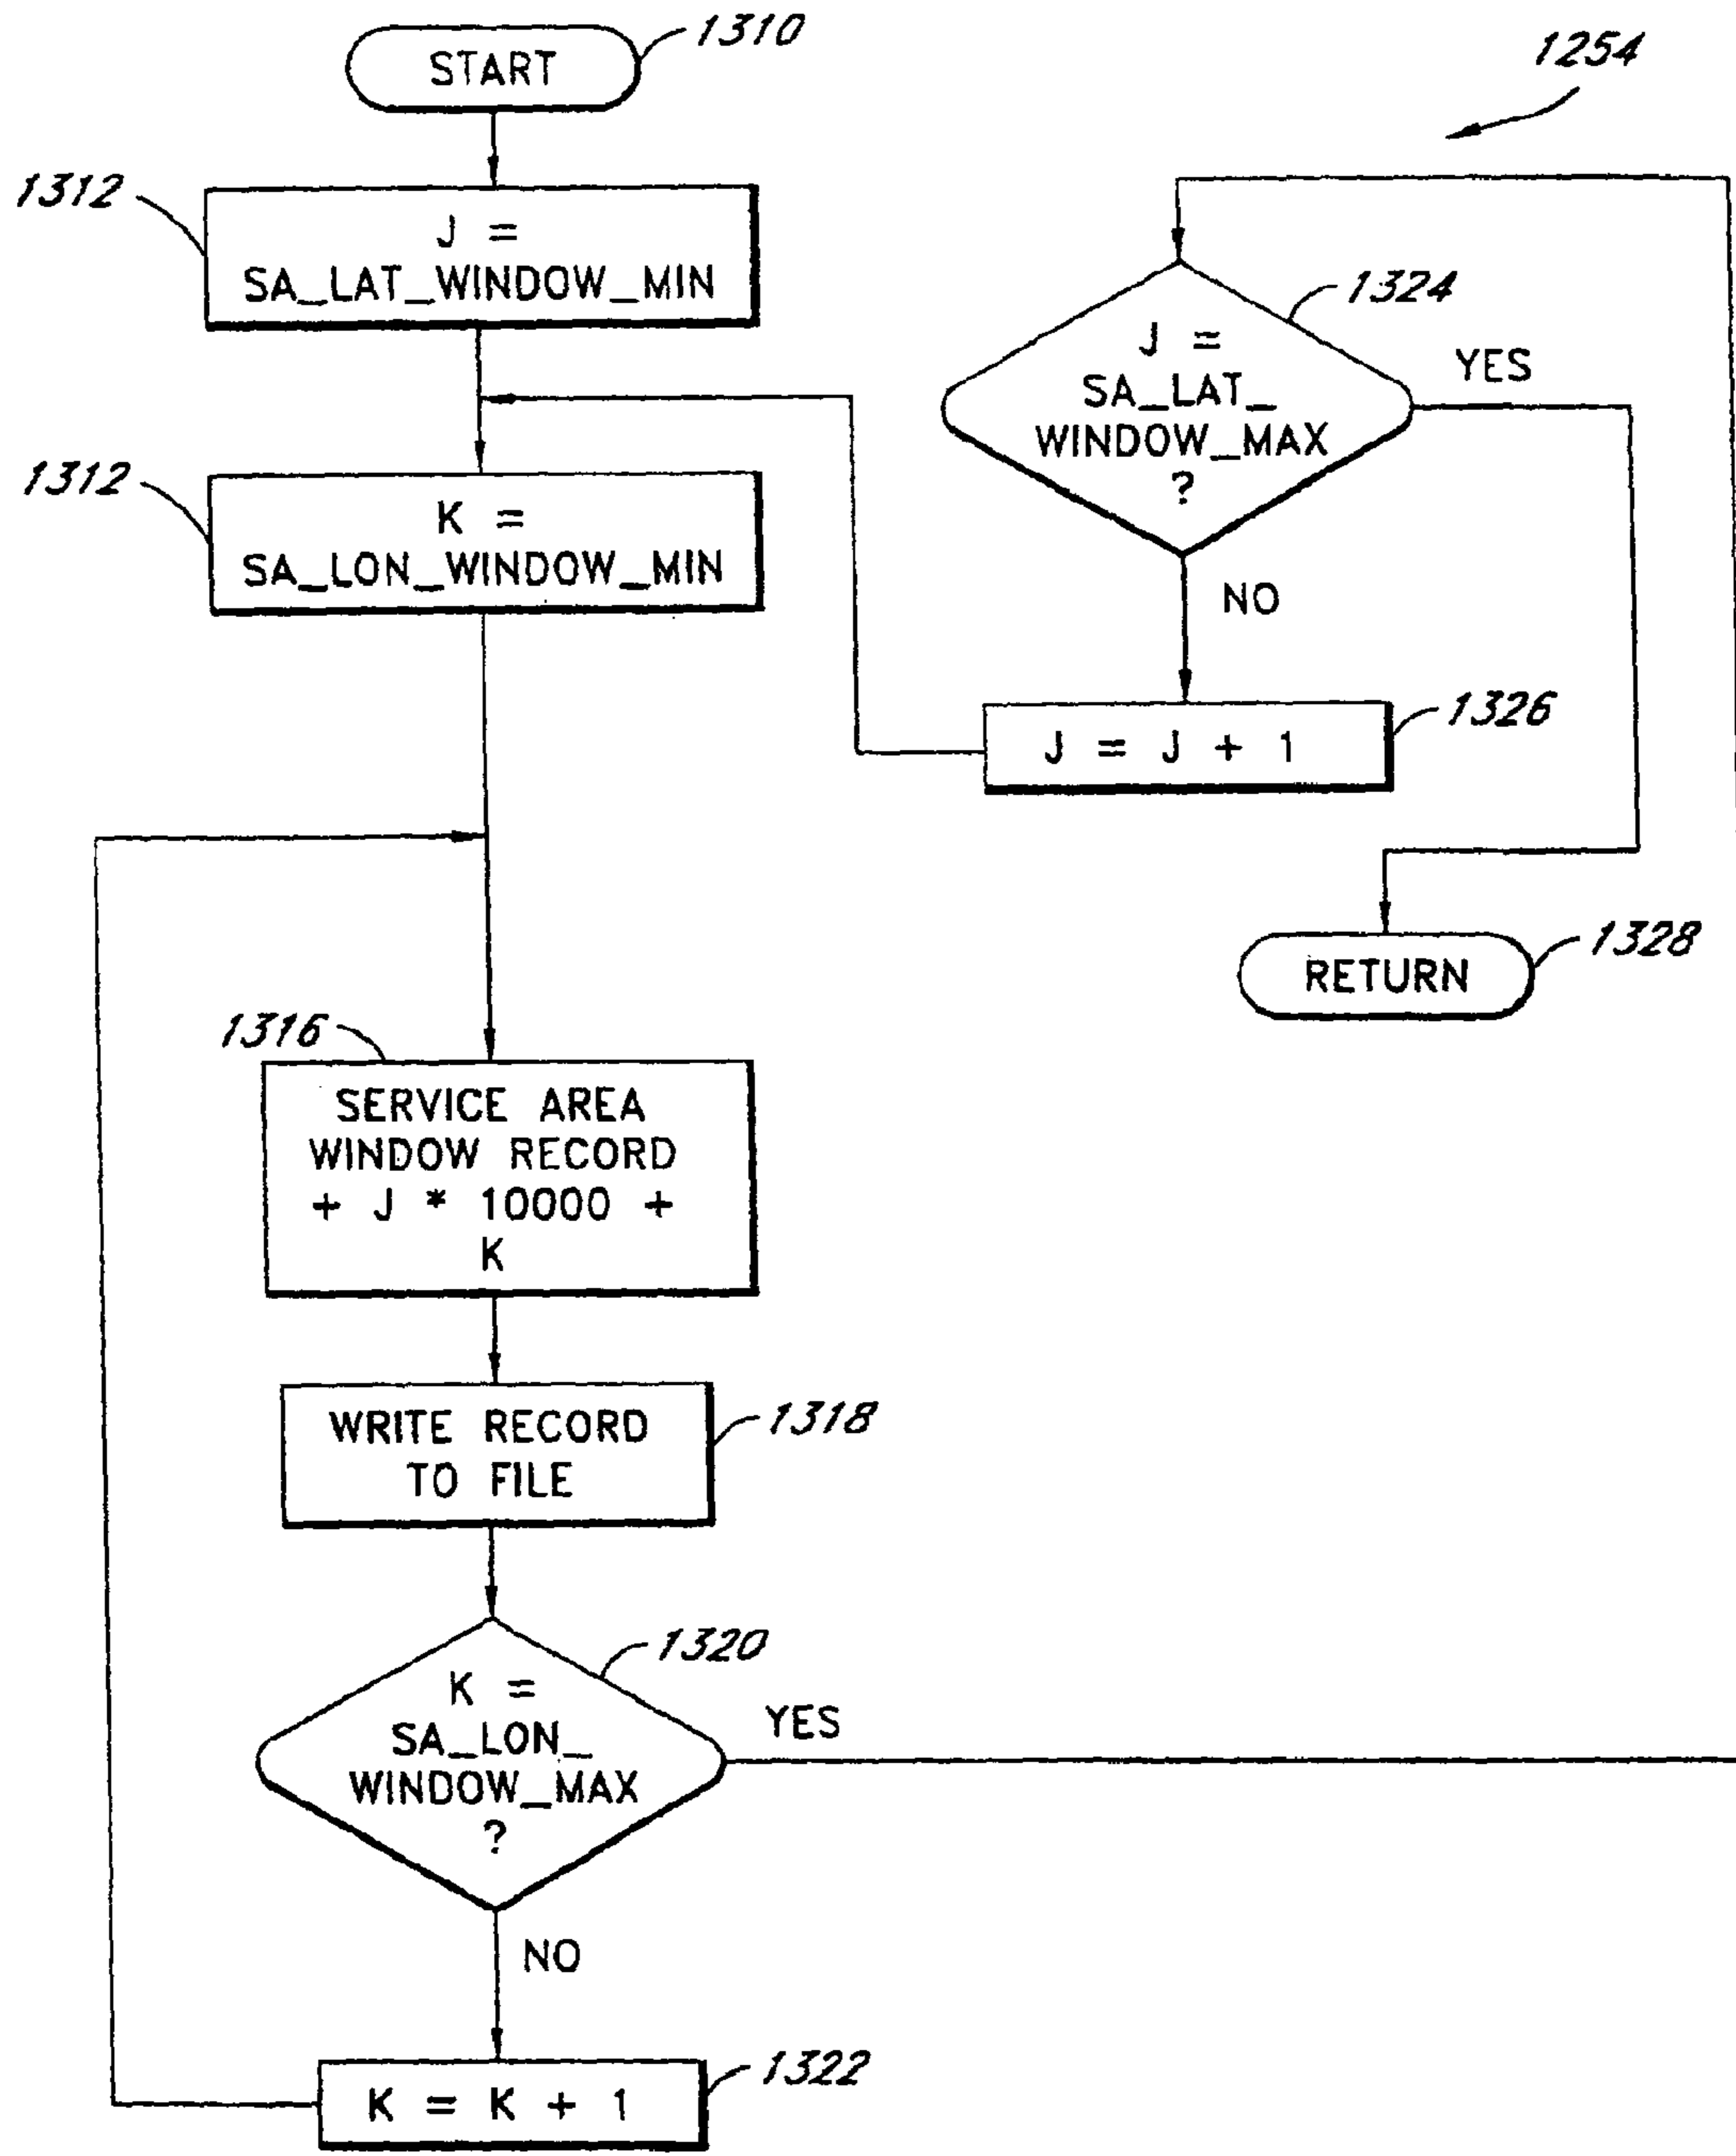 START
1310
1254
1312
J =
SA_LAT_WINDOW_MIN
1312
K =
SA_LON_WINDOW_MIN
1316
SERVICE AREA
WINDOW RECORD
+ J * 10000 +
K
WRITE RECORD
TO FILE
1318
1320
K =
SA_LON_
WINDOW_MAX
?
YES
NO
K = K + 1
1322
1324
J =
SA_LAT_
WINDOW_MAX
?
YES
NO
J = J + 1
1326
RETURN
1328